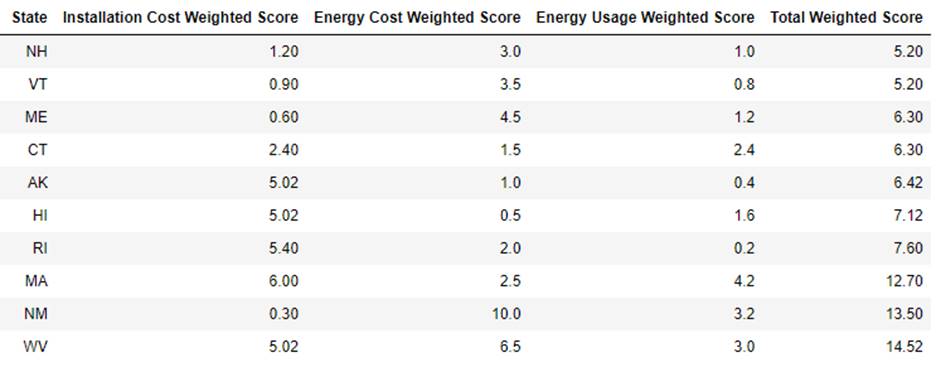 State Installation Cost Weighted Score Energy Cost Weighted Score Energy Usage Weighted Score Total Weighted Score
NH 1.20 3.0 1.0 5.20
VT 0.90 3.5 0.8 5.20
ME 0.60 4.5 1.2 6.30
CT 2.40 1.5 2.4 6.30
AK 5.02 1.0 0.4 6.42
HI 5.02 0.5 1.6 7.12
RI 5.40 2.0 0.2 7.60
MA 6.00 2.5 4.2 12.70
NM 0.30 10.0 3.2 13.50
WV 5.02 6.5 3.0 14.52